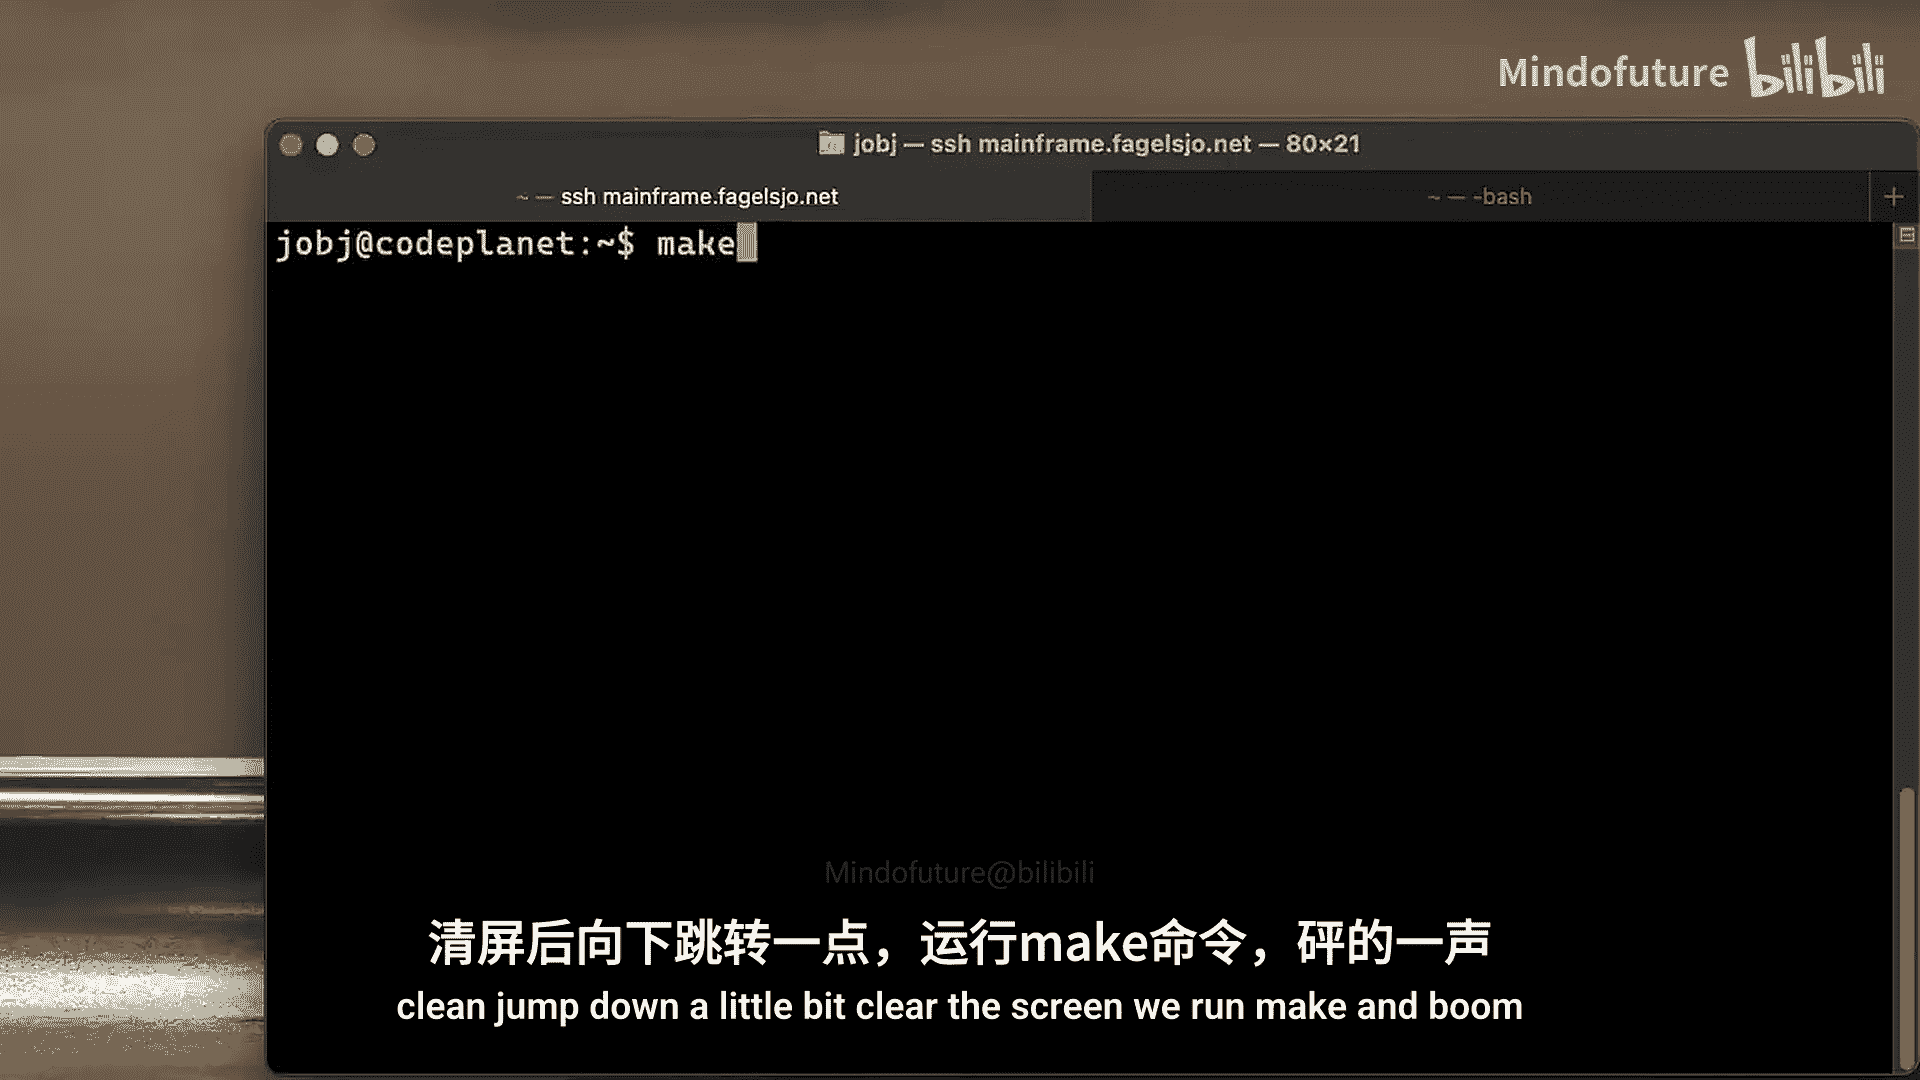 Mindofuture bilibili
jobj — ssh mainframe.fagelsjo.net — 80×21
~ — ssh mainframe.fagelsjo.net
~ — -bash
+
jobj@codeplanet:~$ make
Mindofuture@bilibili
清屏后向下跳转一点，运行make命令，砰的一声
clean jump down a little bit clear the screen we run make and boom